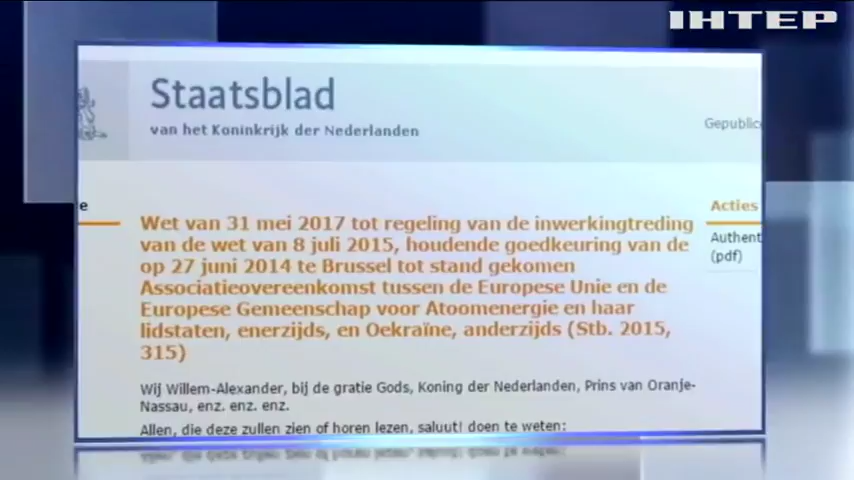 ІНТЕР
Staatsblad
van het Koninkrijk der Nederlanden
Gepublic
e
Acties
Authent
(pdf)
Wet van 31 mei 2017 tot regeling van de inwerkingtreding
van de wet van 8 juli 2015, houdende goedkeuring van de
op 27 juni 2014 te Brussel tot stand gekomen
Associatieovereenkomst tussen de Europese Unie en de
Europese Gemeenschap voor Atoomenergie en haar
lidstaten, enerzijds, en Oekraïne, anderzijds (Stb. 2015,
315)
Wij Willem-Alexander, bij de gratie Gods, Koning der Nederlanden, Prins van Oranje-
Nassau, enz. enz. enz.
Allen, die deze zullen zien of horen lezen, saluut! doen te weten: